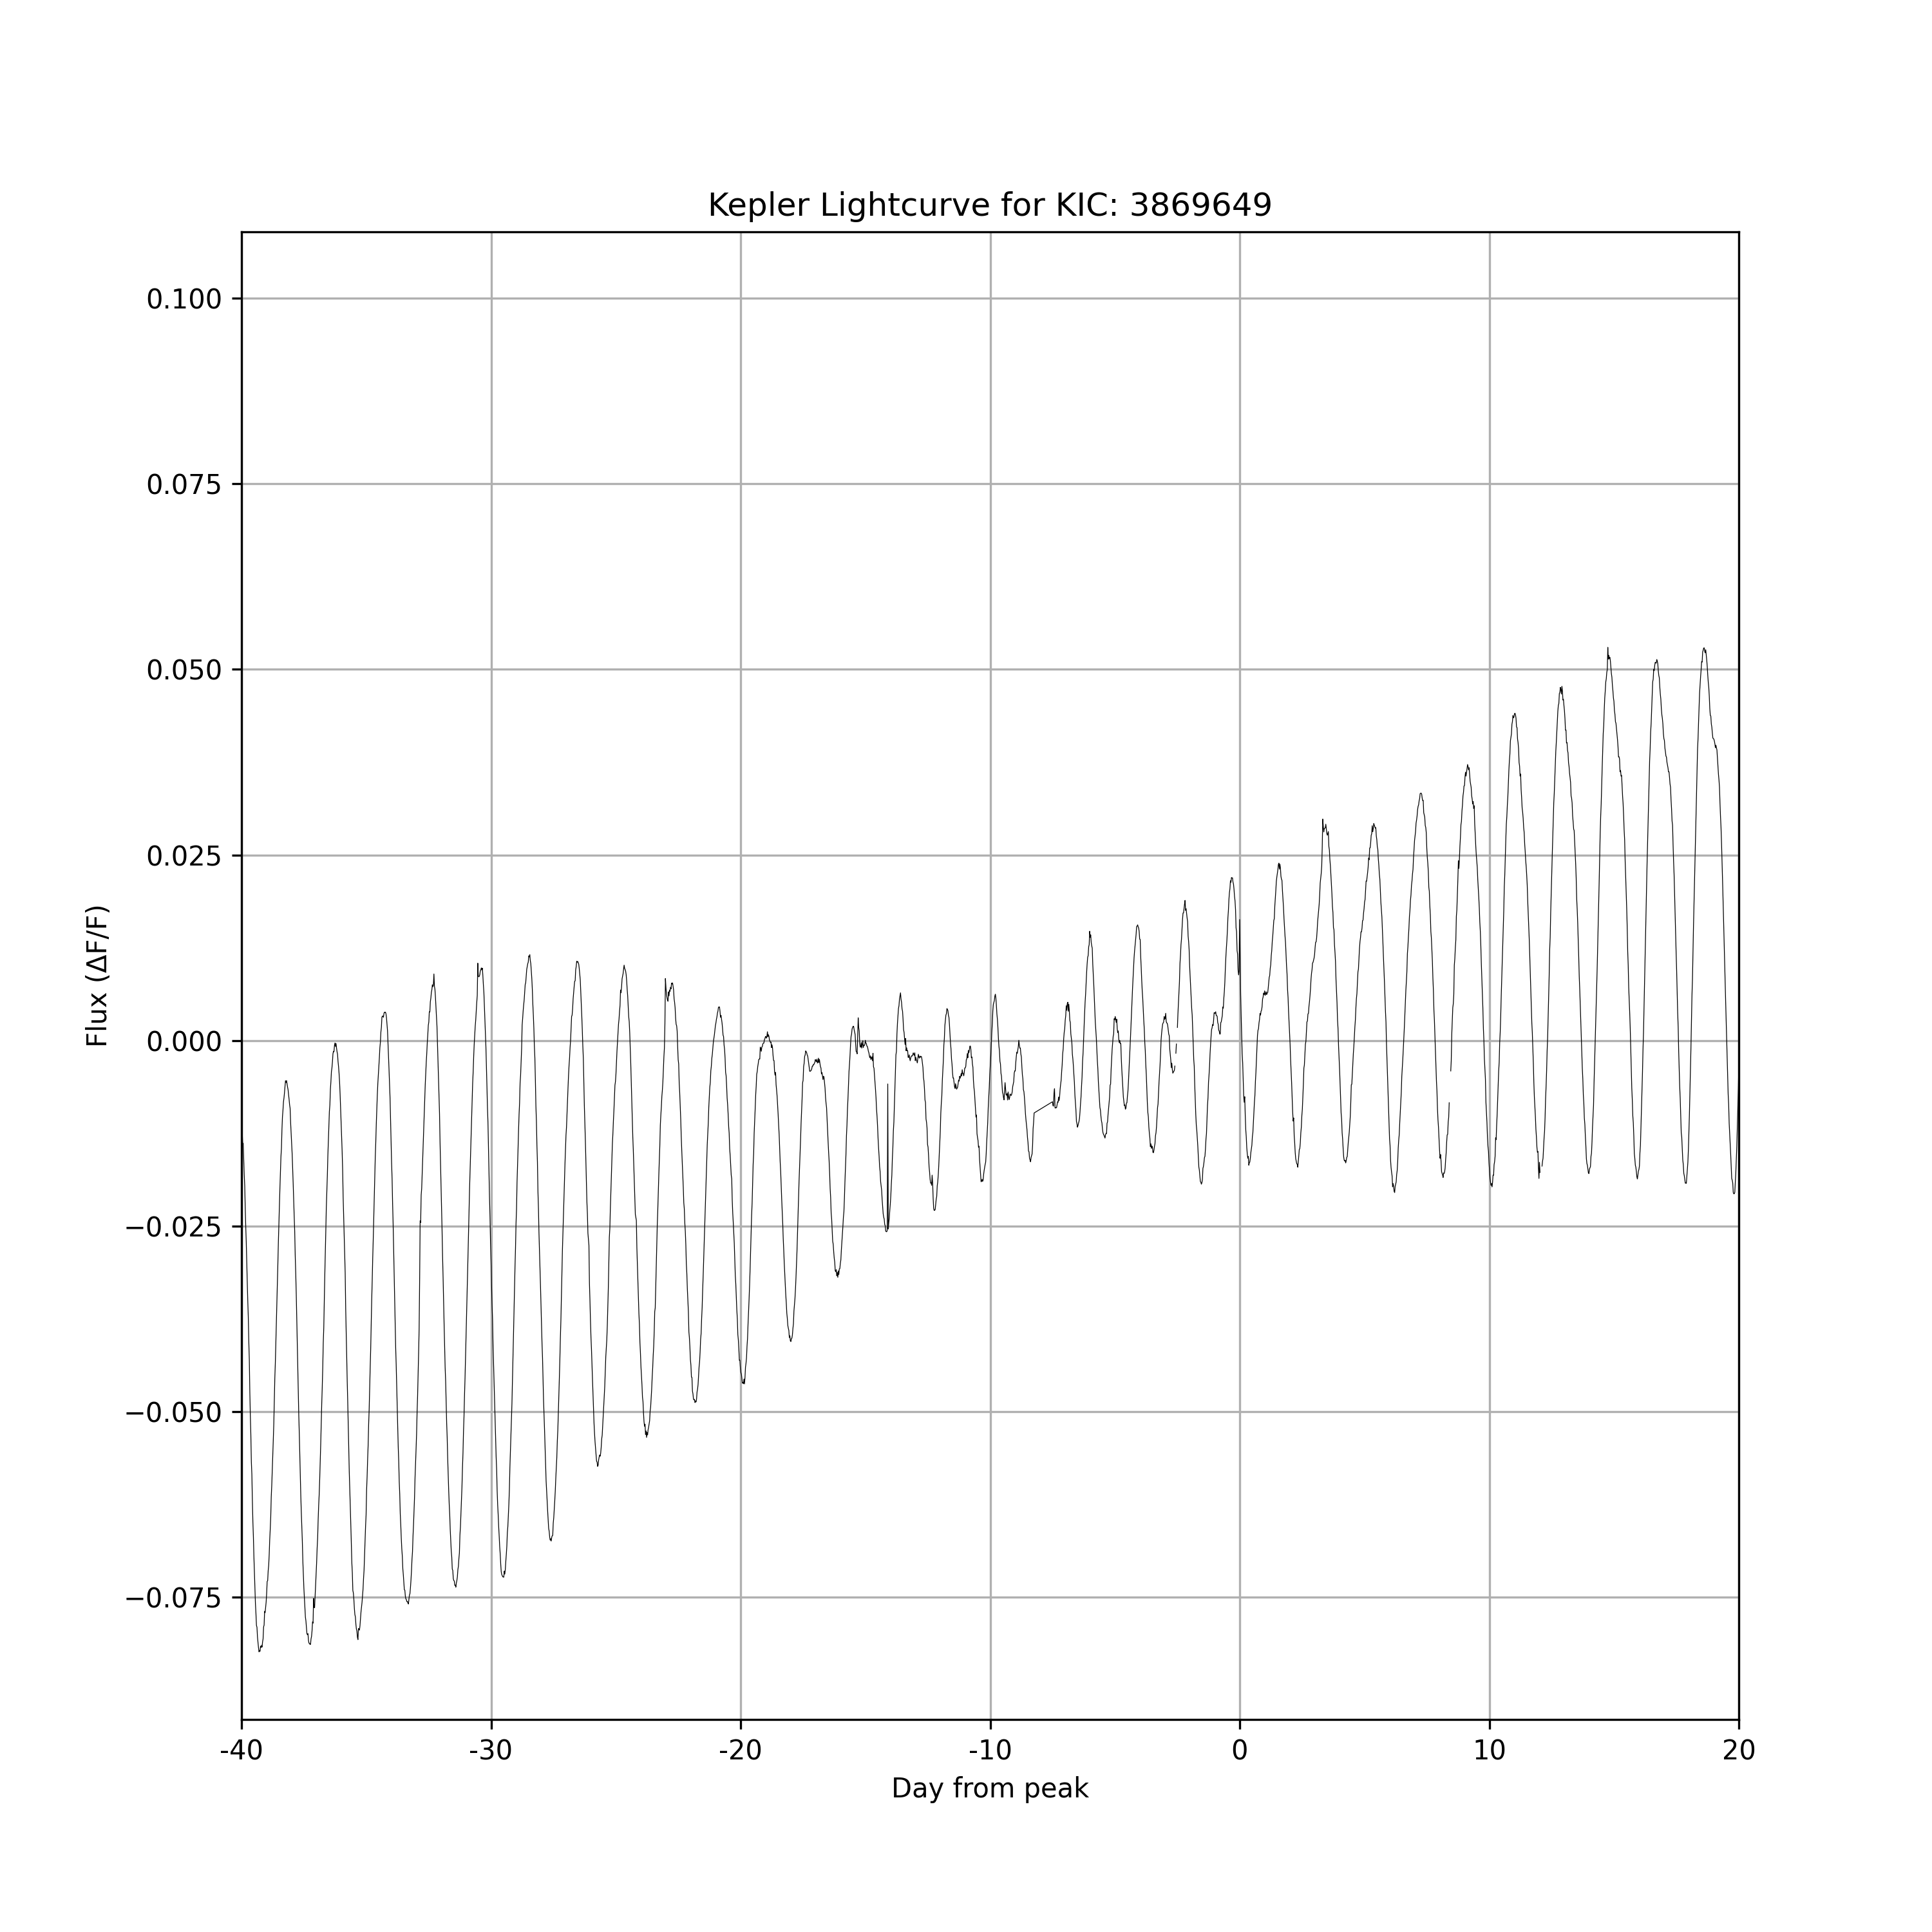 Kepler Lightcurve for KIC: 3869649
0.100
0.075
0.050
0.025
0.000
−0.025
−0.050
−0.075
Flux (ΔF/F)
-40 -30 -20 -10 0 10 20
Day from peak